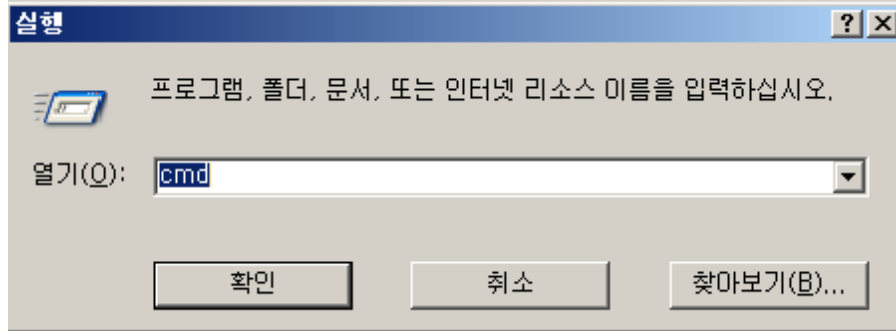 실행
프로그램, 폴더, 문서, 또는 인터넷 리소스 이름을 입력하십시오.
열기(O): cmd
확인 취소 찾아보기(B)...